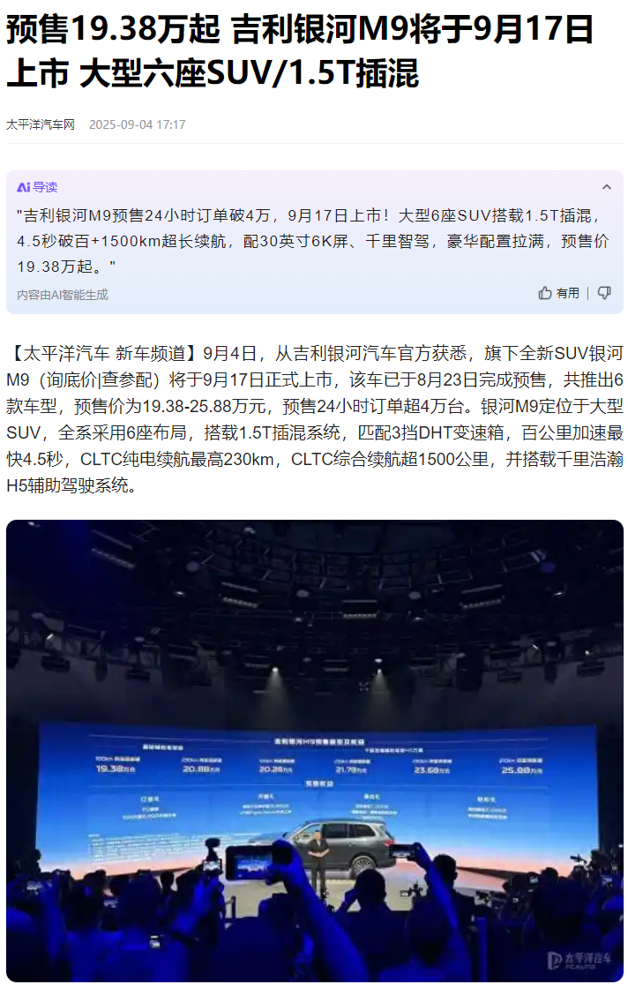 预售19.38万起 吉利银河M9将于9月17日
上市 大型六座SUV/1.5T插混
太平洋汽车网 2025-09-04 17:17
Ai 导读
"吉利银河M9预售24小时订单破4万，9月17日上市！大型6座SUV搭载1.5T插混，
4.5秒破百+1500km超长续航，配30英寸6K屏、千里智驾，豪华配置拉满，预售价
19.38万起。"
内容由AI智能生成
有用
【太平洋汽车 新车频道】9月4日，从吉利银河汽车官方获悉，旗下全新SUV银河
M9（询底价|查参配）将于9月17日正式上市，该车已于8月23日完成预售，共推出6
款车型，预售价为19.38-25.88万元，预售24小时订单超4万台。银河M9定位于大型
SUV，全系采用6座布局，搭载1.5T插混系统，匹配3挡DHT变速箱，百公里加速最
快4.5秒，CLTC纯电续航最高230km，CLTC综合续航超1500公里，并搭载千里浩瀚
H5辅助驾驶系统。
吉利银河M9预售版型及权益
100km
230km
100km
210km
19.38万元
20.88万元
20.28万元
21.78万元
23.68万元
25.88万元
预售权益
太平洋汽车
PCAUTO